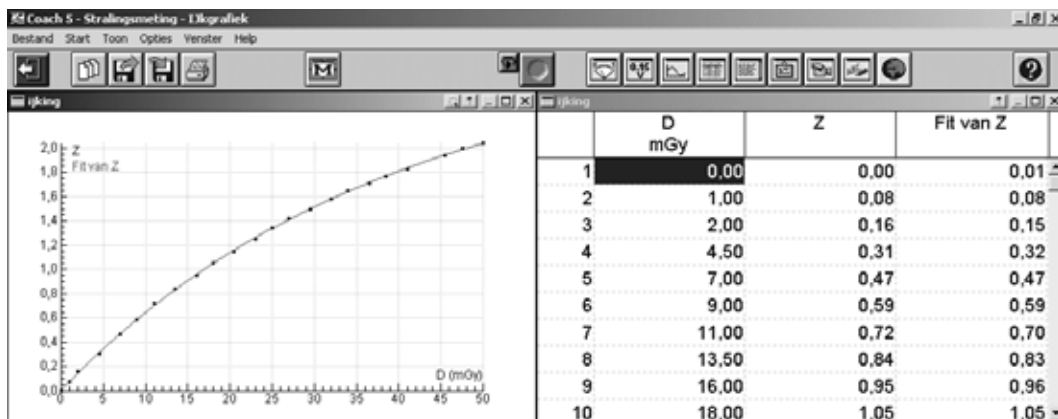 Coach 5 - Stralingsmeting - IJkgrafiek
Bestand Start Toon Opties Venster Help
M
0,95
?
ijking
Z
Fit van Z
2,0
1,8
1,6
1,4
1,2
1,0
0,8
0,6
0,4
0,2
0,0
0 5 10 15 20 25 30 35 40 45 50
D (mGy)
ijking
D Z Fit van Z
mGy
1 0,00 0,00 0,01
2 1,00 0,08 0,08
3 2,00 0,16 0,15
4 4,50 0,31 0,32
5 7,00 0,47 0,47
6 9,00 0,59 0,59
7 11,00 0,72 0,70
8 13,50 0,84 0,83
9 16,00 0,95 0,96
10 18,00 1,05 1,05